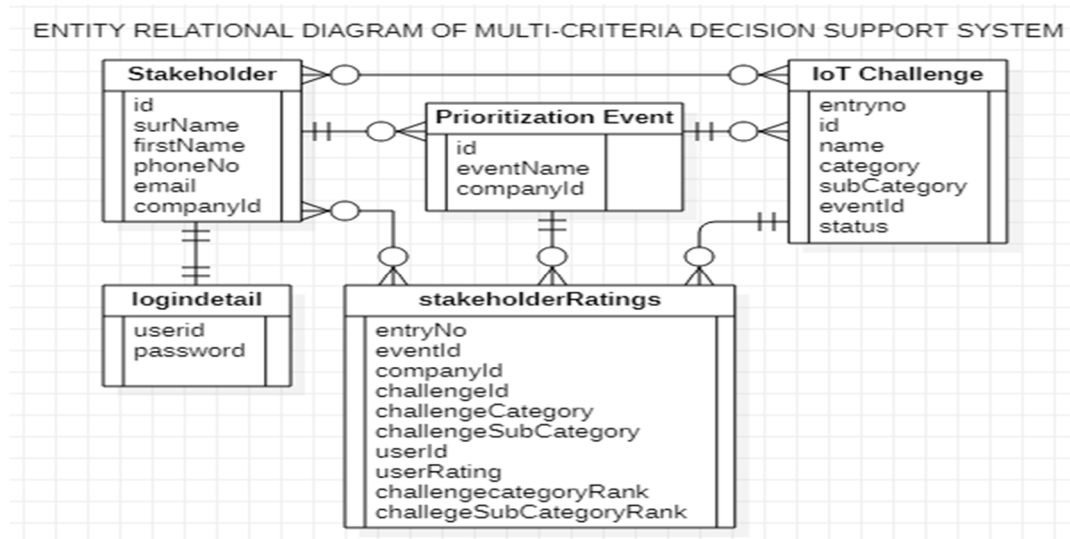 ENTITY RELATIONAL DIAGRAM OF MULTI-CRITERIA DECISION SUPPORT SYSTEM
Stakeholder
id
surName
firstName
phoneNo
email
companyId
Prioritization Event
id
eventName
companyId
IoT Challenge
entryno
id
name
category
subCategory
eventId
status
logindetail
userid
password
stakeholderRatings
entryNo
eventId
companyId
challengeId
challengeCategory
challengeSubCategory
userId
userRating
challengecategoryRank
challegeSubCategoryRank